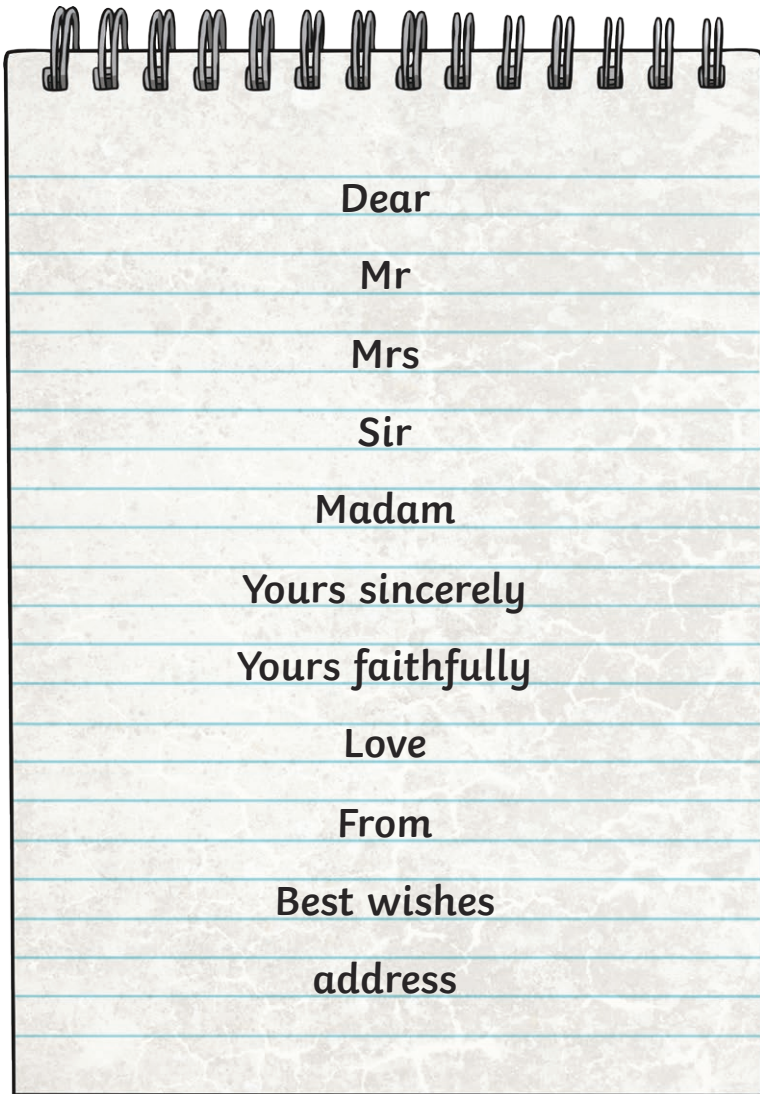 Dear
Mr
Mrs
Sir
Madam
Yours sincerely
Yours faithfully
Love
From
Best wishes
address